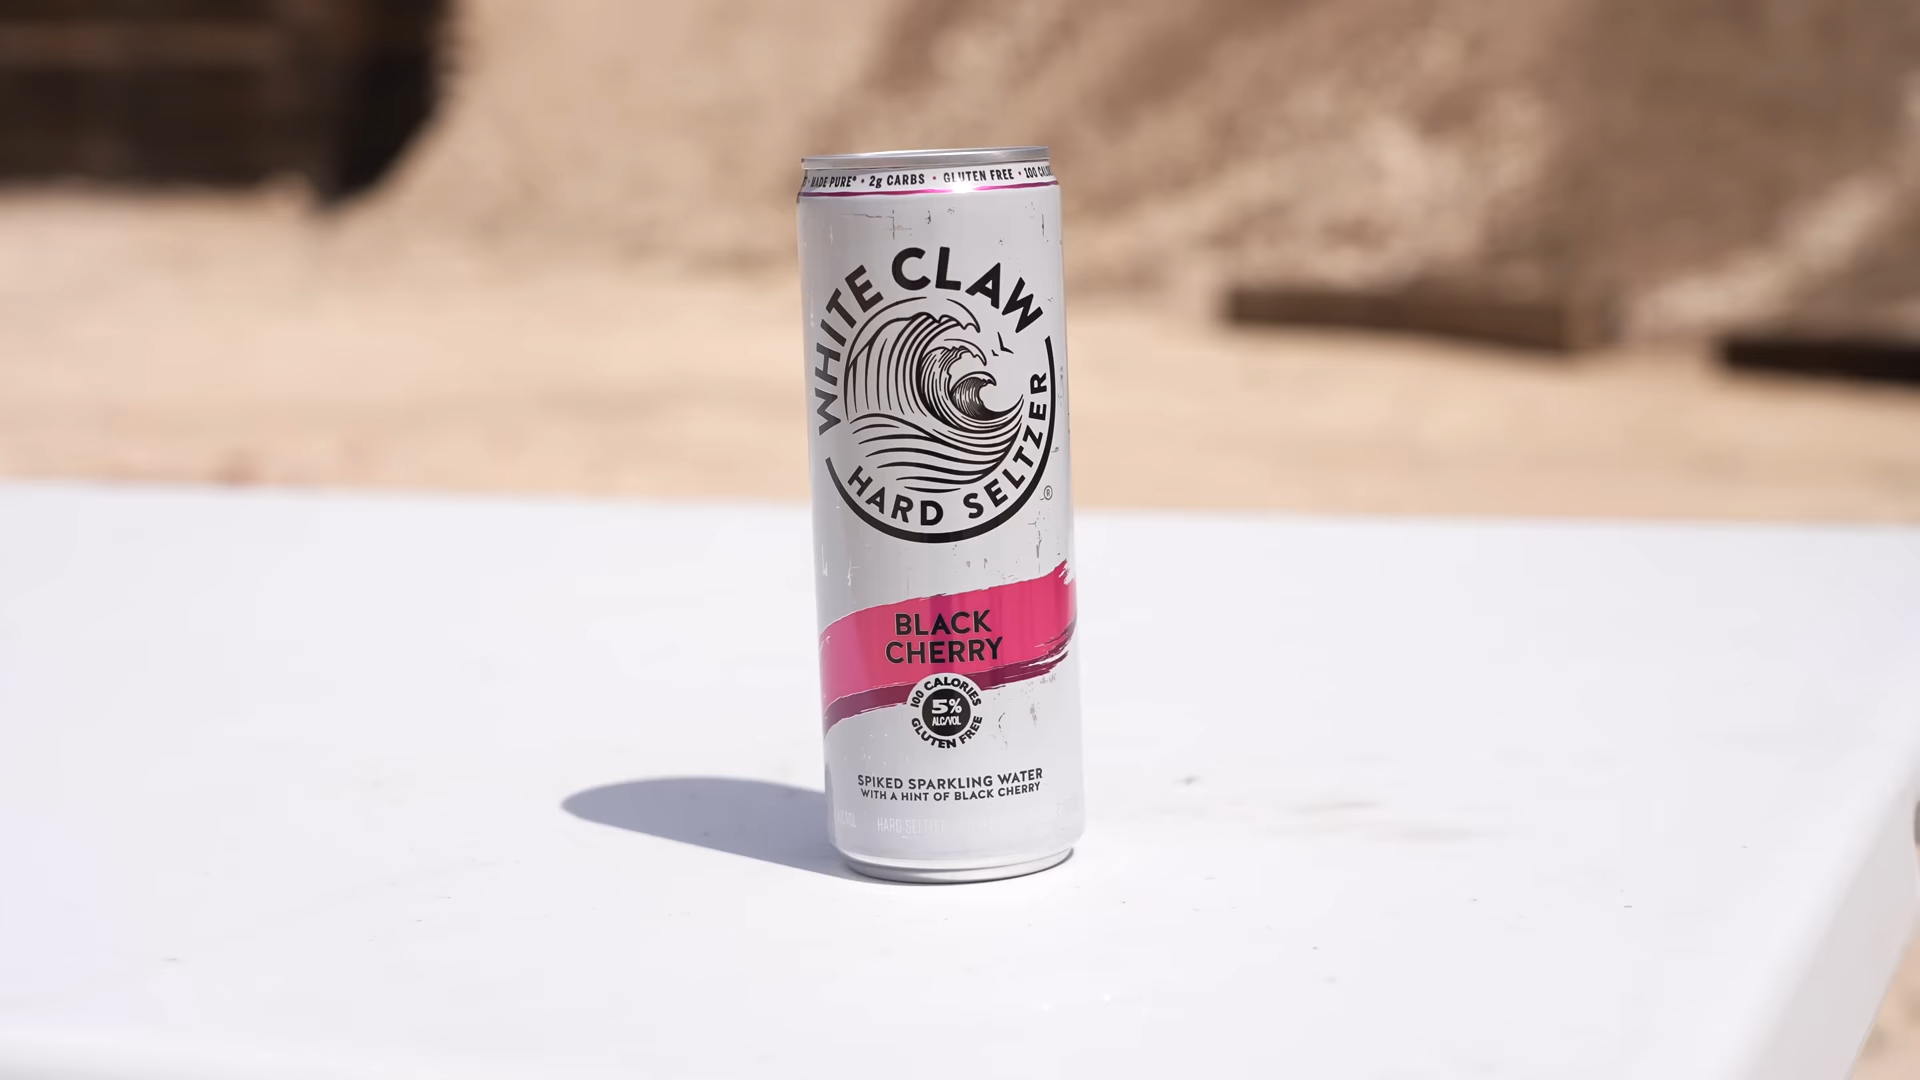 MADE PURE® • 2g CARBS • GLUTEN FREE • 100
WHITE CLAW
HARD SELTZER
®
BLACK
CHERRY
100 CALORIES
5%
ALC/VOL
GLUTEN FREE
SPIKED SPARKLING WATER
WITH A HINT OF BLACK CHERRY
HARD SELTZER